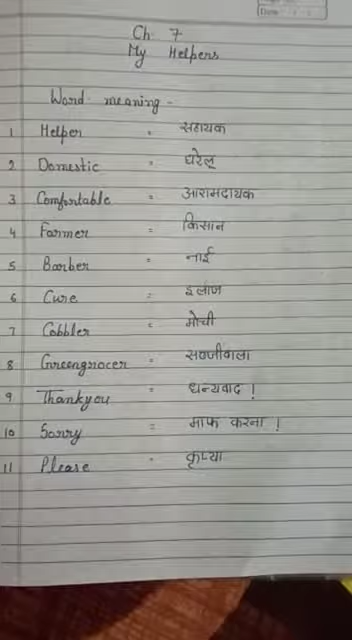 Date
Ch. 7
My Helpers
Word meaning -
1 Helper = सहायक
2 Domestic = घरेलू
3 Comfortable = आरामदायक
4 Farmer = किसान
5 Barber = नाई
6 Cure = इलाज
7 Cobbler = मोची
8 Greengrocer = सब्जीवाला
9 Thankyou = धन्यवाद !
10 Sorry = माफ करना !
11 Please = कृप्या